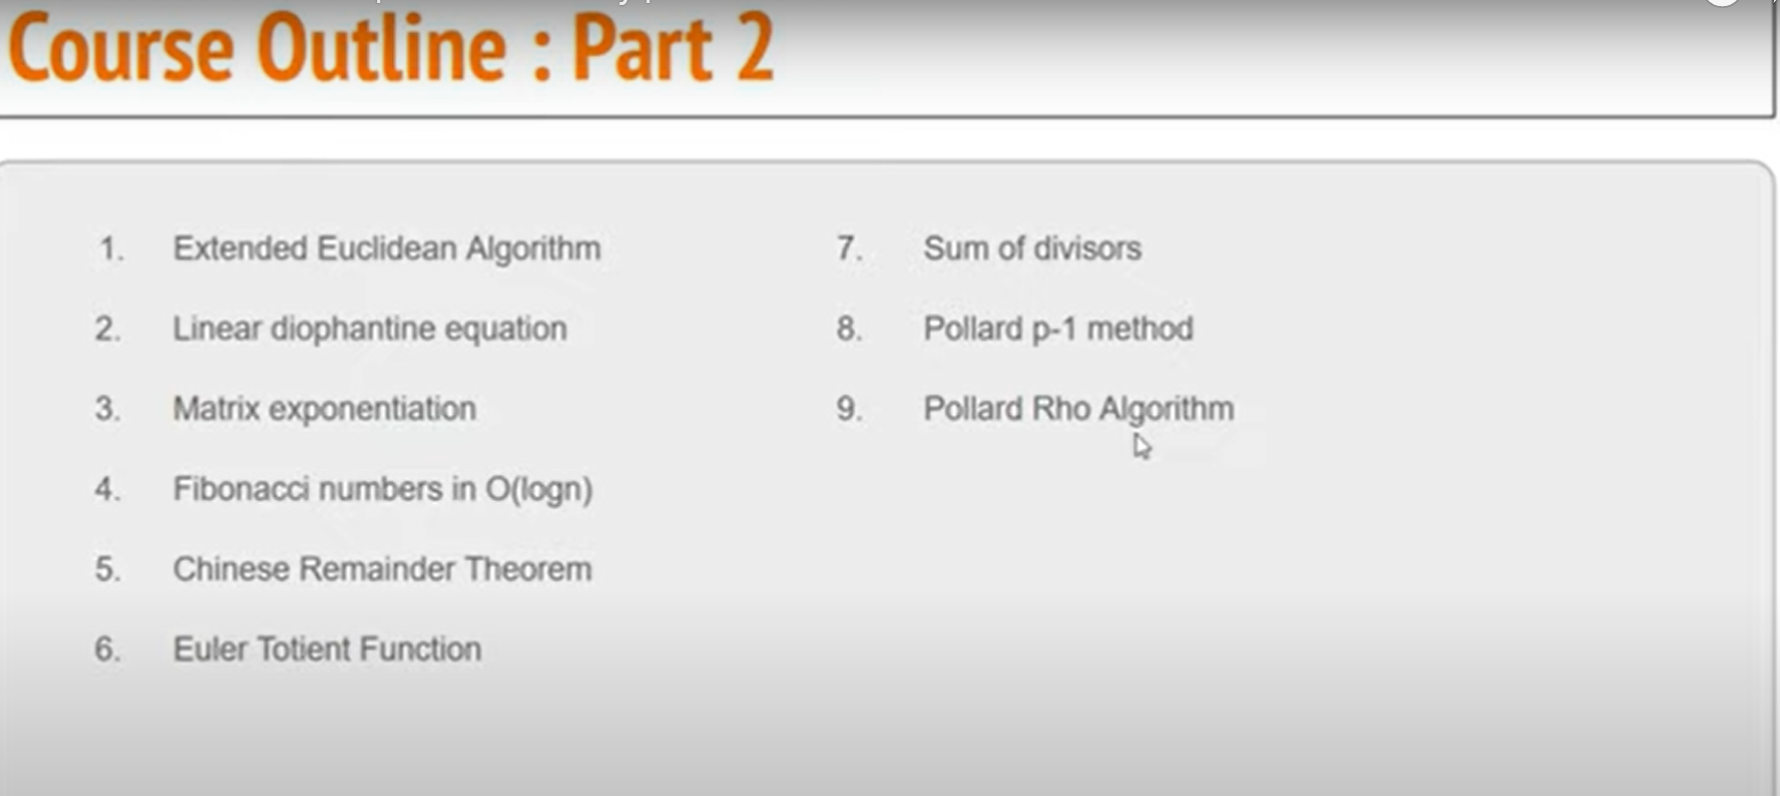 Course Outline : Part 2
1. Extended Euclidean Algorithm
2. Linear diophantine equation
3. Matrix exponentiation
4. Fibonacci numbers in O(logn)
5. Chinese Remainder Theorem
6. Euler Totient Function
7. Sum of divisors
8. Pollard p-1 method
9. Pollard Rho Algorithm